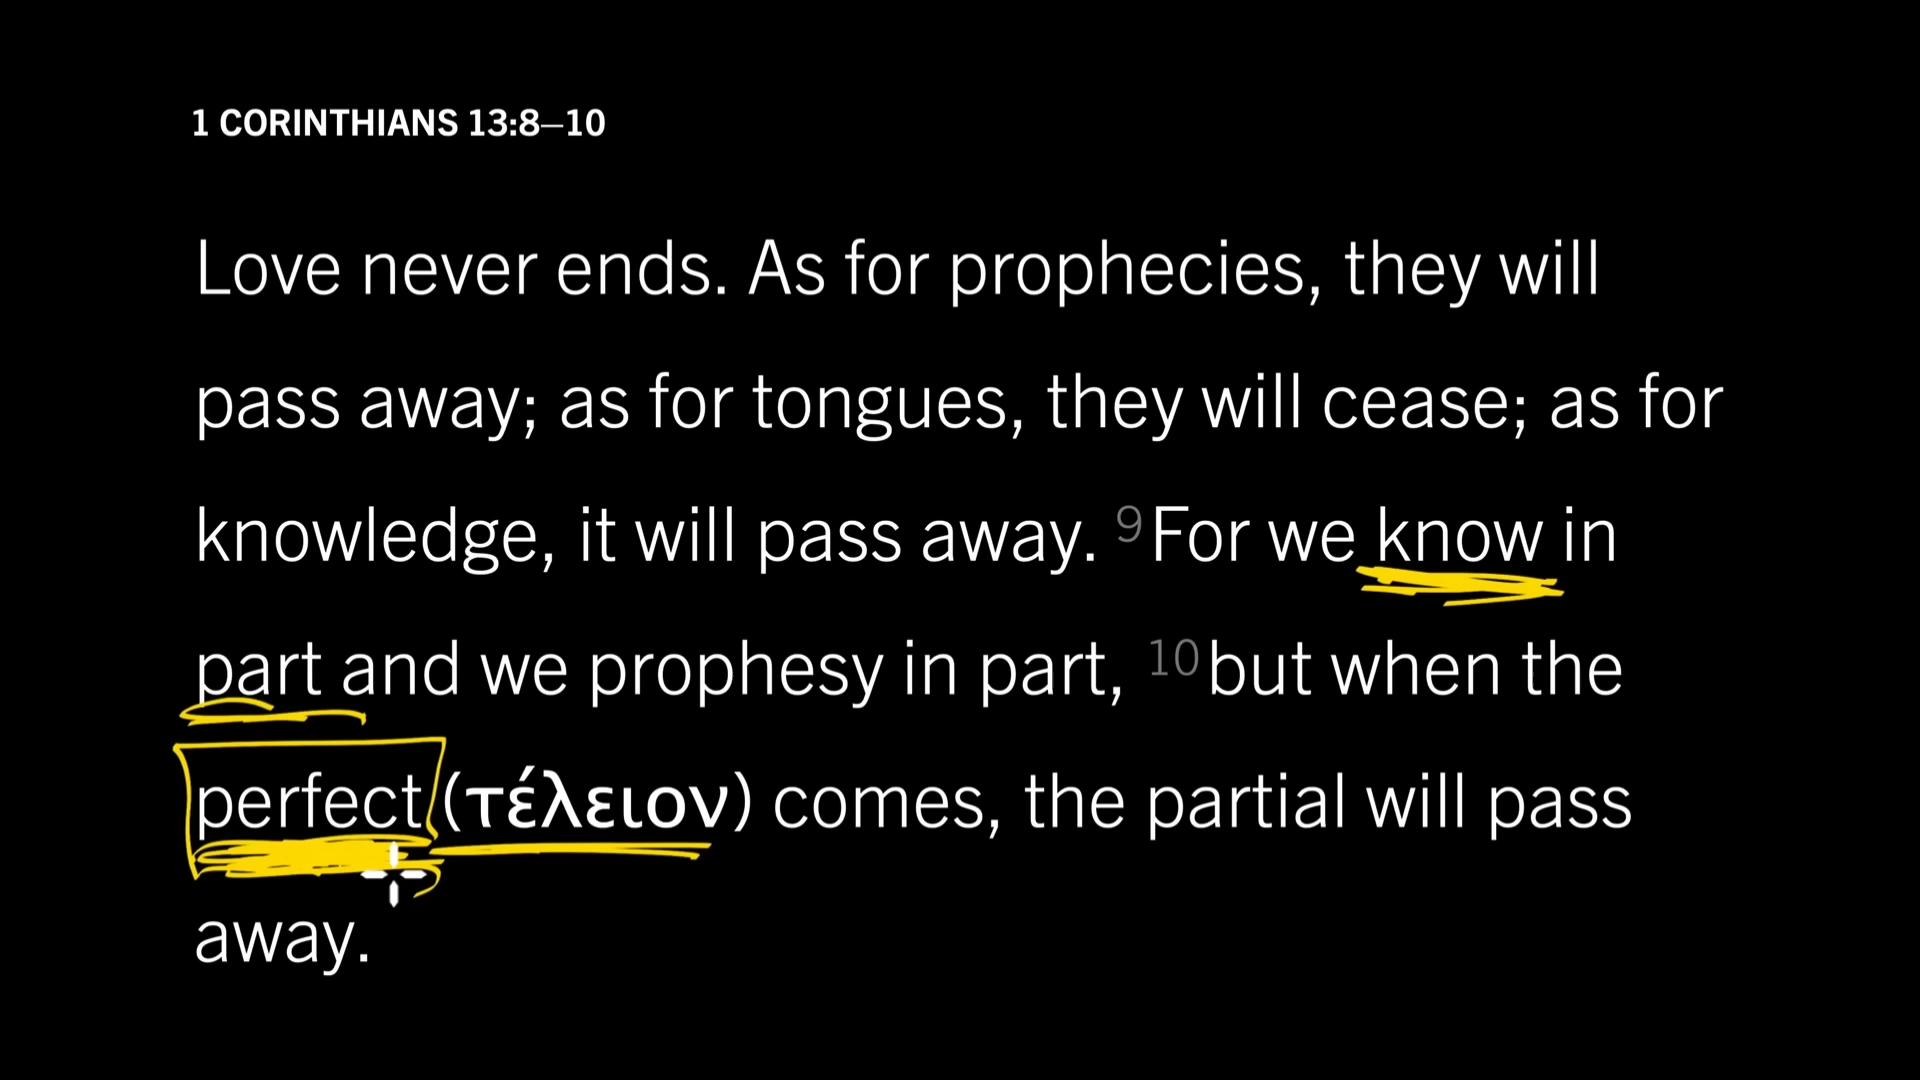 1 CORINTHIANS 13:8–10
Love never ends. As for prophecies, they will
pass away; as for tongues, they will cease; as for
knowledge, it will pass away. 9 For we know in
part and we prophesy in part, 10 but when the
perfect (τέλειον) comes, the partial will pass
away.